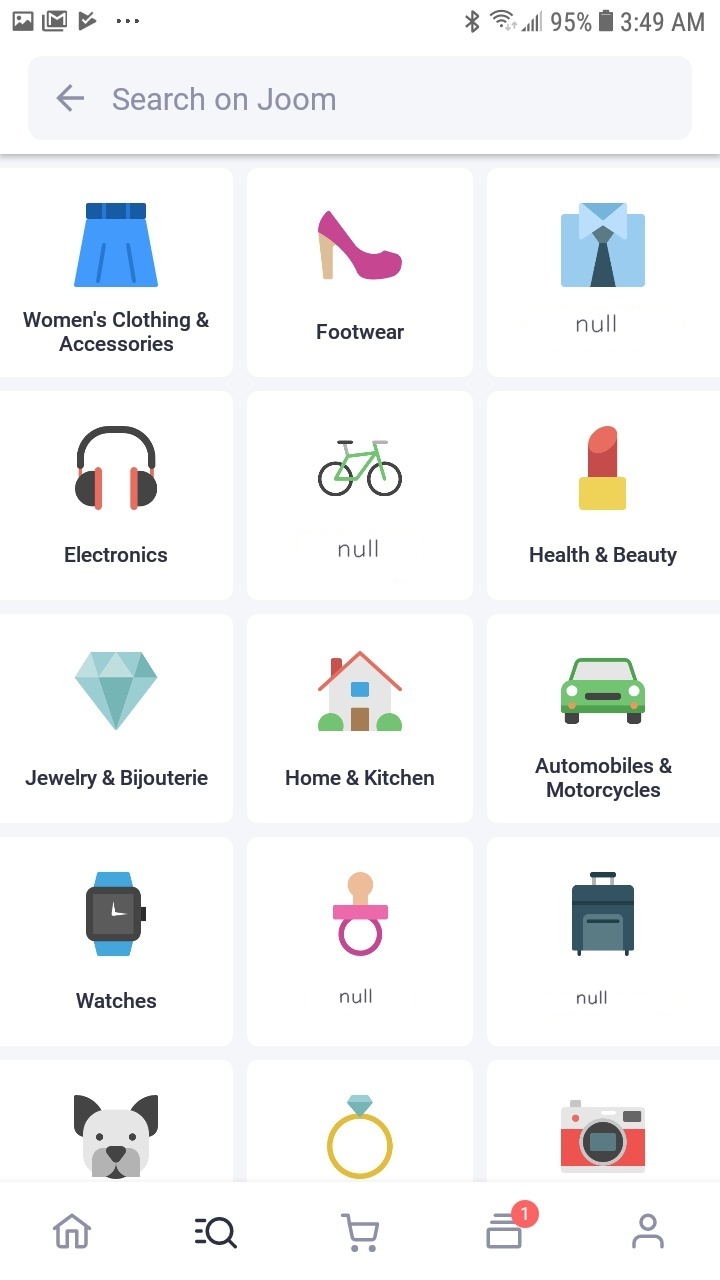 95% 3:49 AM
Search on Joom
Women's Clothing &
Accessories
Footwear
null
Electronics
null
Health & Beauty
Jewelry & Bijouterie
Home & Kitchen
Automobiles &
Motorcycles
Watches
null
null
1